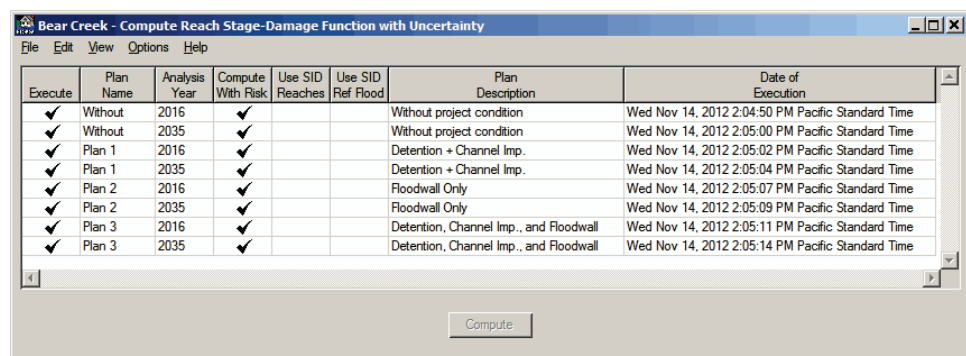 Bear Creek - Compute Reach Stage-Damage Function with Uncertainty
File Edit View Options Help
Execute Plan Name Analysis Year Compute With Risk Use SID Reaches Use SID Ref Flood Plan Description Date of Execution
Without 2016 Without project condition Wed Nov 14, 2012 2:04:50 PM Pacific Standard Time
Without 2035 Without project condition Wed Nov 14, 2012 2:05:00 PM Pacific Standard Time
Plan 1 2016 Detention + Channel Imp. Wed Nov 14, 2012 2:05:02 PM Pacific Standard Time
Plan 1 2035 Detention + Channel Imp. Wed Nov 14, 2012 2:05:04 PM Pacific Standard Time
Plan 2 2016 Floodwall Only Wed Nov 14, 2012 2:05:07 PM Pacific Standard Time
Plan 2 2035 Floodwall Only Wed Nov 14, 2012 2:05:09 PM Pacific Standard Time
Plan 3 2016 Detention, Channel Imp., and Floodwall Wed Nov 14, 2012 2:05:11 PM Pacific Standard Time
Plan 3 2035 Detention, Channel Imp., and Floodwall Wed Nov 14, 2012 2:05:14 PM Pacific Standard Time
Compute